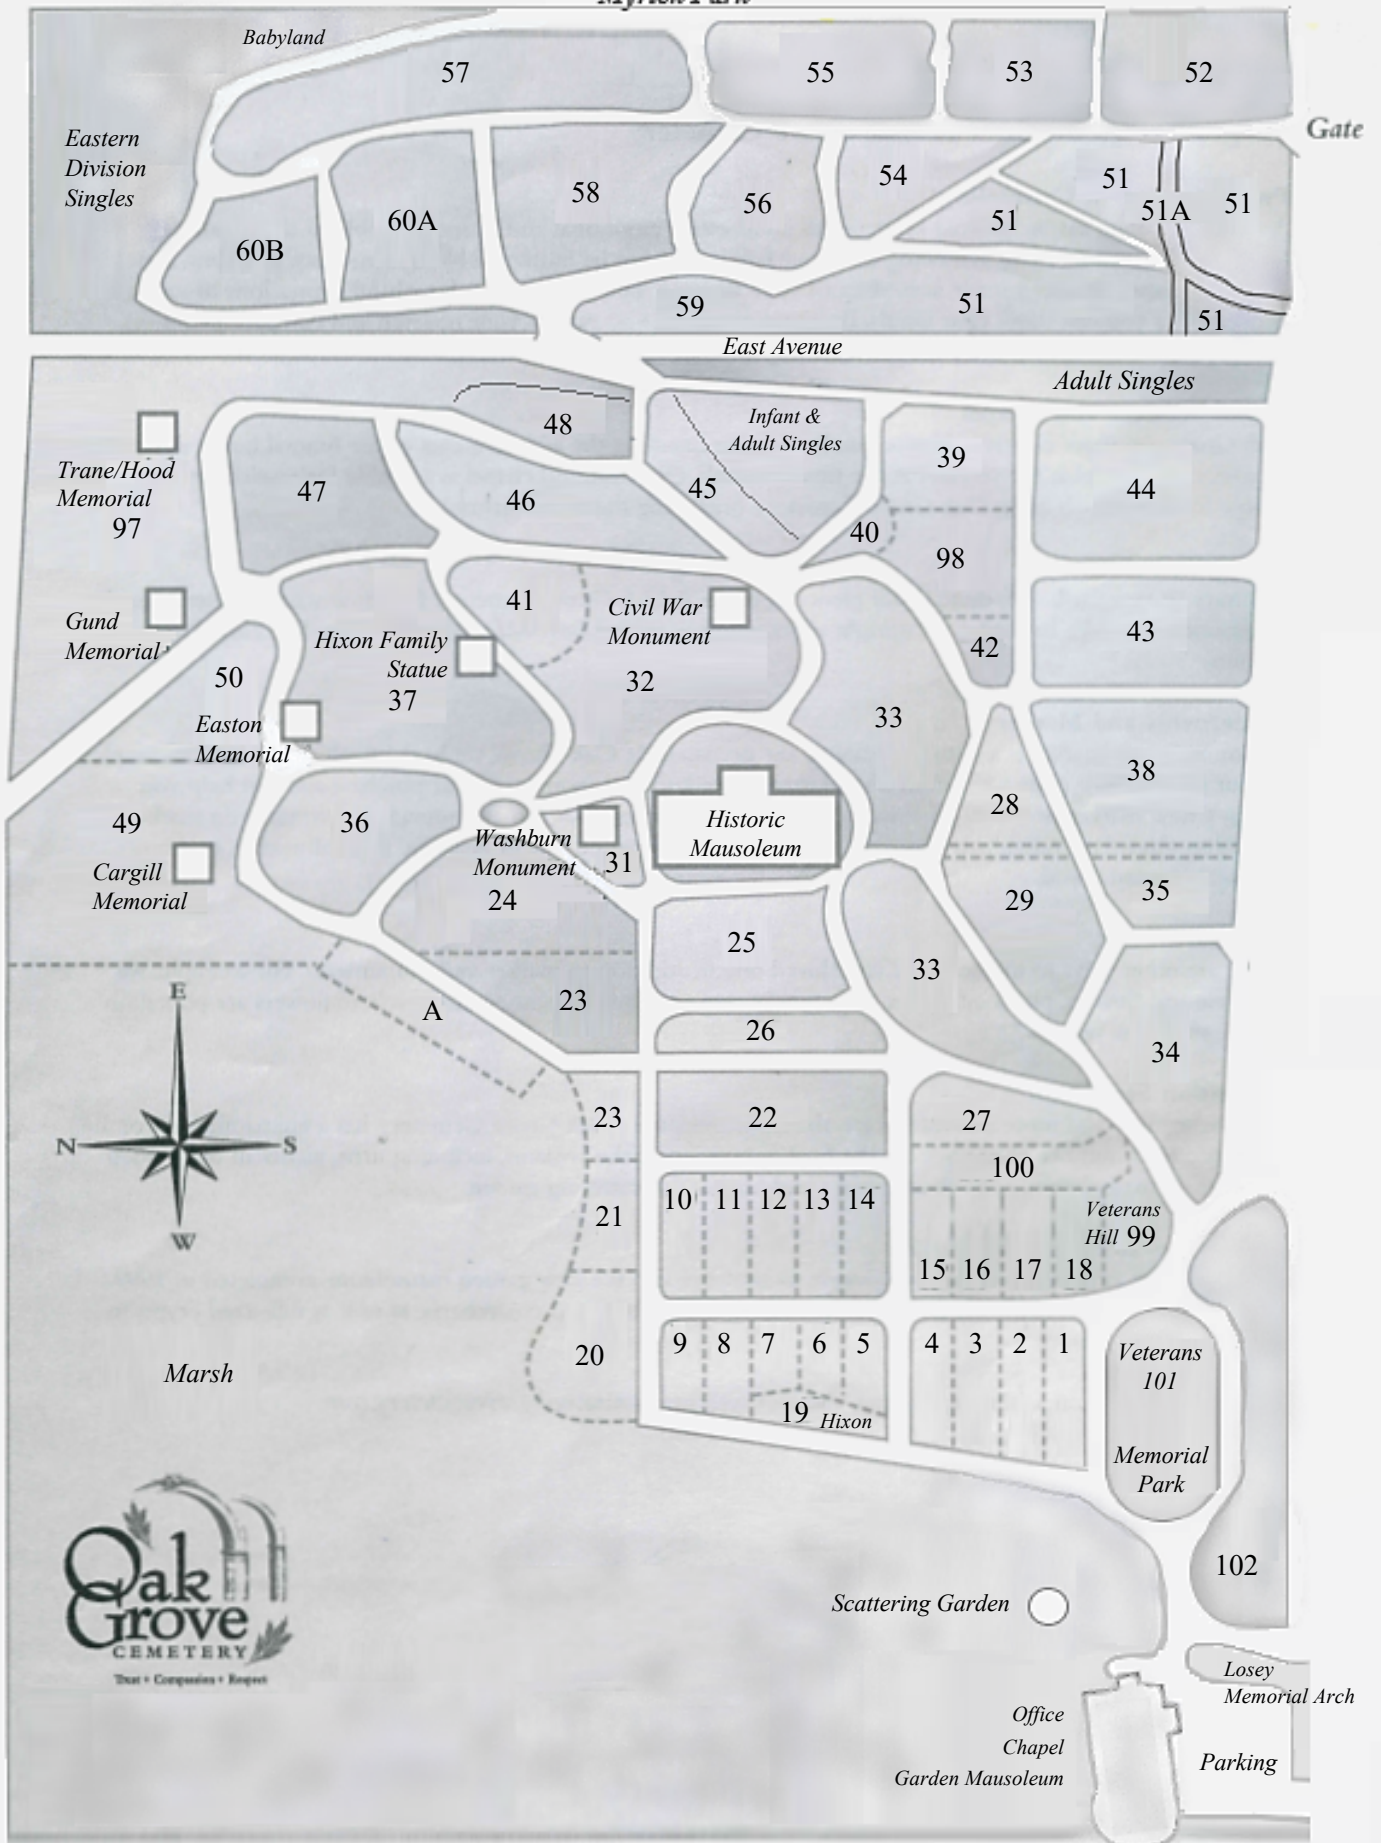 Babyland
57
55
53
52
Gate
Eastern
Division
Singles
60B
60A
58
56
54
51
51
51A
51
59
51
51
East Avenue
Adult Singles
Trane/Hood
Memorial
97
47
48
46
45
Infant &
Adult Singles
39
40
98
44
Gund
Memorial
41
Civil War
Monument
42
43
Hixon Family
Statue
37
32
50
33
Easton
Memorial
38
28
49
36
Washburn
Monument
31
Historic
Mausoleum
Cargill
Memorial
24
29
35
25
33
A
23
26
34
E
N
S
W
23
22
27
100
21
10
11
12
13
14
Veterans
Hill 99
15
16
17
18
20
9
8
7
6
5
4
3
2
1
Veterans
101
Marsh
19
Hixon
Memorial
Park
Oak
Grove
CEMETERY
Trust • Compassion • Respect
102
Scattering Garden
Losey
Memorial Arch
Office
Chapel
Garden Mausoleum
Parking